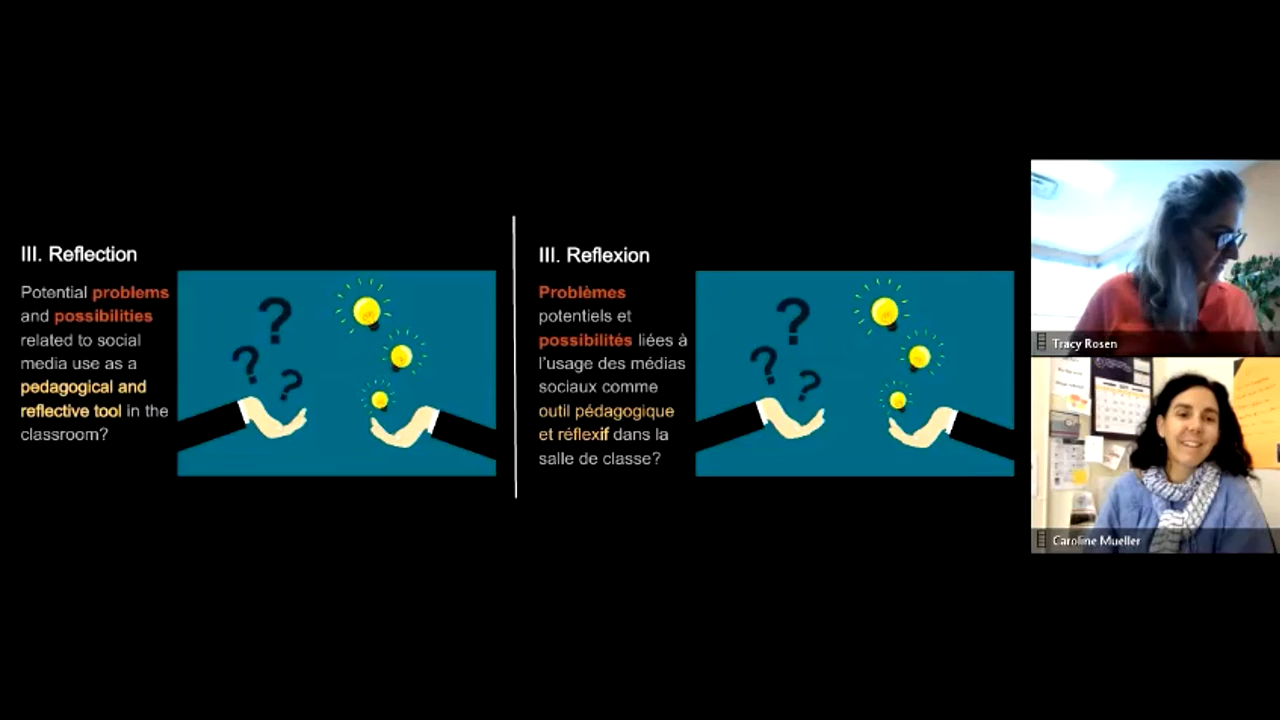 III. Reflection
Potential problems
and possibilities
related to social
media use as a
pedagogical and
reflective tool in the
classroom?
III. Reflexion
Problèmes
potentiels et
possibilités liées à
l'usage des médias
sociaux comme
outil pédagogique
et réflexif dans la
salle de classe?
? ? ?
? ? ?
Tracy Rosen
Caroline Mueller